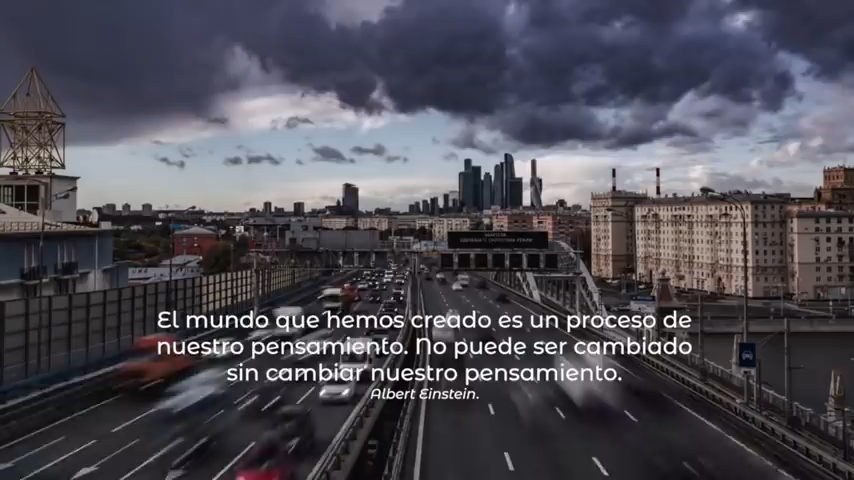 El mundo que hemos creado es un proceso de
nuestro pensamiento. No puede ser cambiado
sin cambiar nuestro pensamiento.
Albert Einstein.